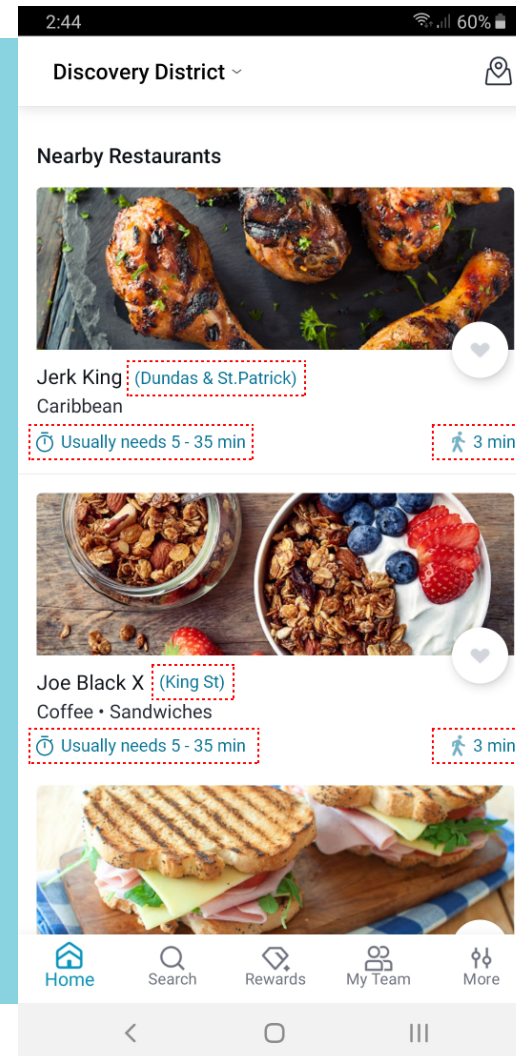 2:44
60%
Discovery District
Nearby Restaurants
Jerk King (Dundas & St.Patrick)
Caribbean
Usually needs 5 - 35 min
3 min
Joe Black X (King St)
Coffee • Sandwiches
Usually needs 5 - 35 min
3 min
Home
Search
Rewards
My Team
More